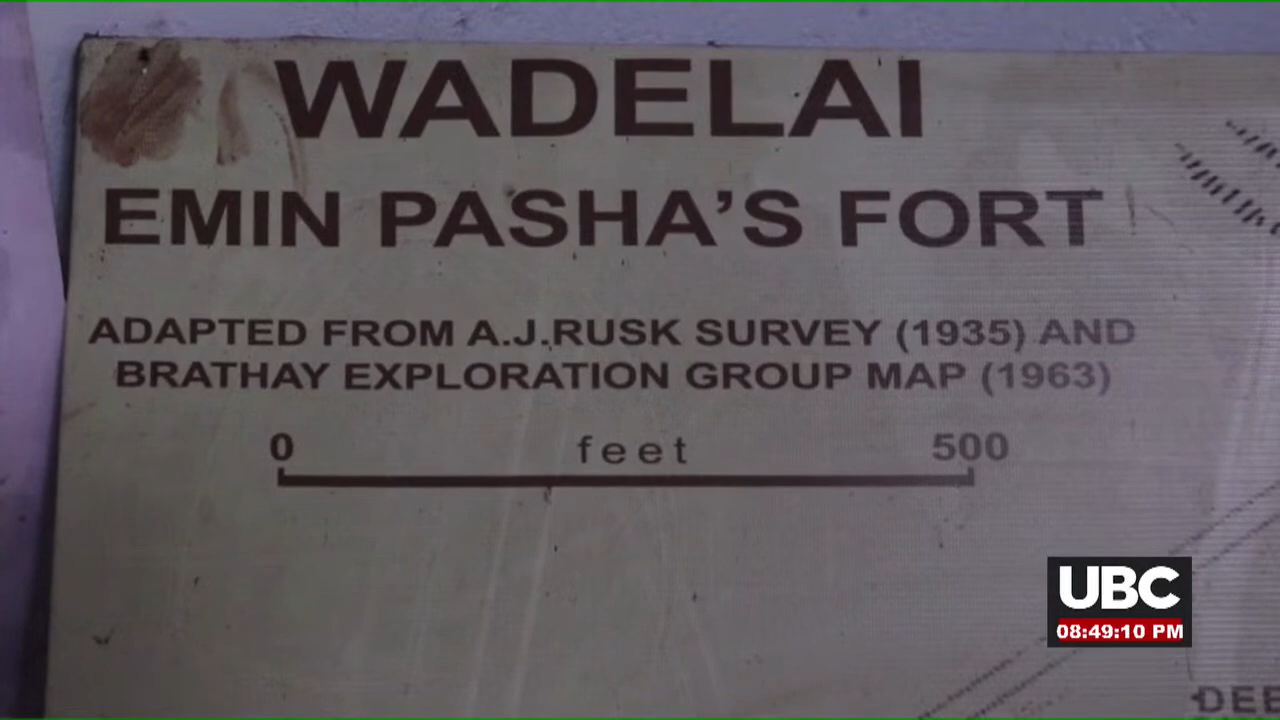 WADELAI
EMIN PASHA'S FORT
ADAPTED FROM A.J.RUSK SURVEY (1935) AND
BRATHAY EXPLORATION GROUP MAP (1963)
0 feet 500
UBC
08:49:10 PM